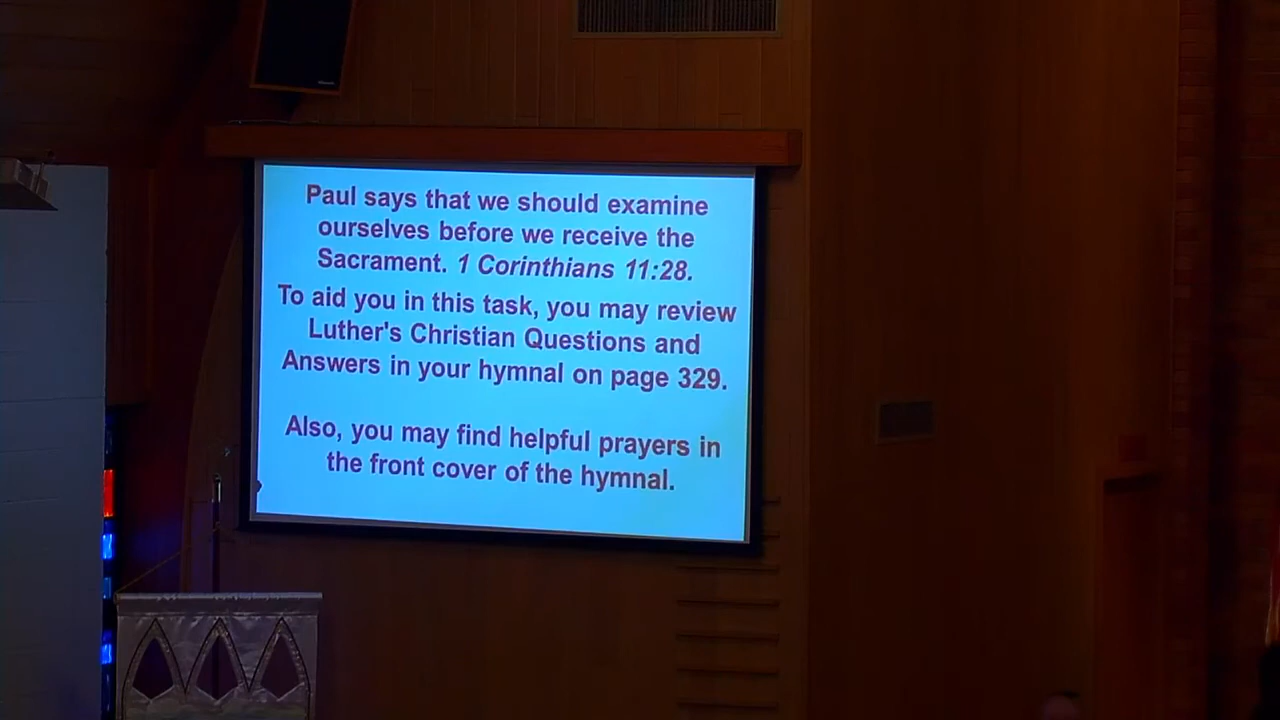 Paul says that we should examine
ourselves before we receive the
Sacrament. 1 Corinthians 11:28.
To aid you in this task, you may review
Luther's Christian Questions and
Answers in your hymnal on page 329.
Also, you may find helpful prayers in
the front cover of the hymnal.